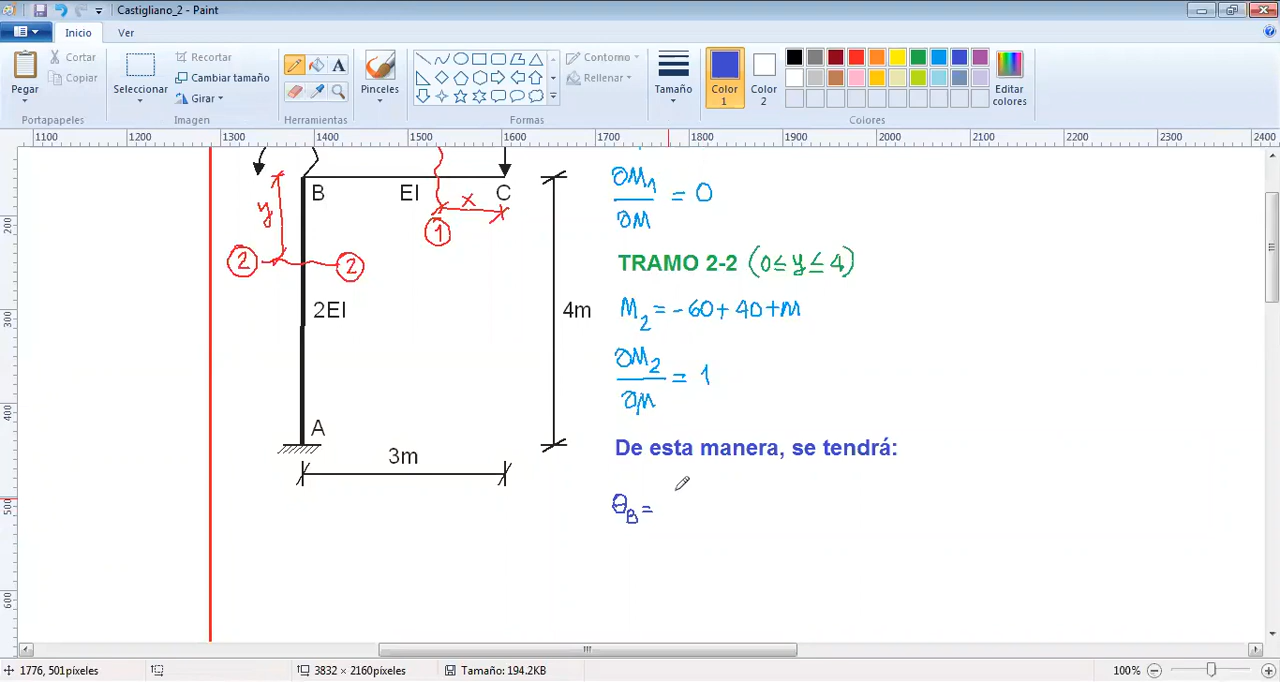 Castigliano_2 - Paint
Inicio
Ver
Pegar
Cortar
Copiar
Portapapeles
Seleccionar
Recortar
Cambiar tamaño
Girar
Imagen
A
Herramientas
Pinceles
Contorno
Rellenar
Formas
Tamaño
Color 1
Color 2
Editar colores
Colores
1100 1200 1300 1400 1500 1600 1700 1800 1900 2000 2100 2200 2300 2400
200
300
400
500
600
B
EI
C
x
1
y
2
2
2EI
4m
A
3m
∂M1/∂M = 0
TRAMO 2-2 (0≤y≤4)
M2 = -60+40+M
∂M2/∂M = 1
De esta manera, se tendrá:
θB =
1776, 501píxeles
3832 × 2160píxeles
Tamaño: 194.2KB
100%